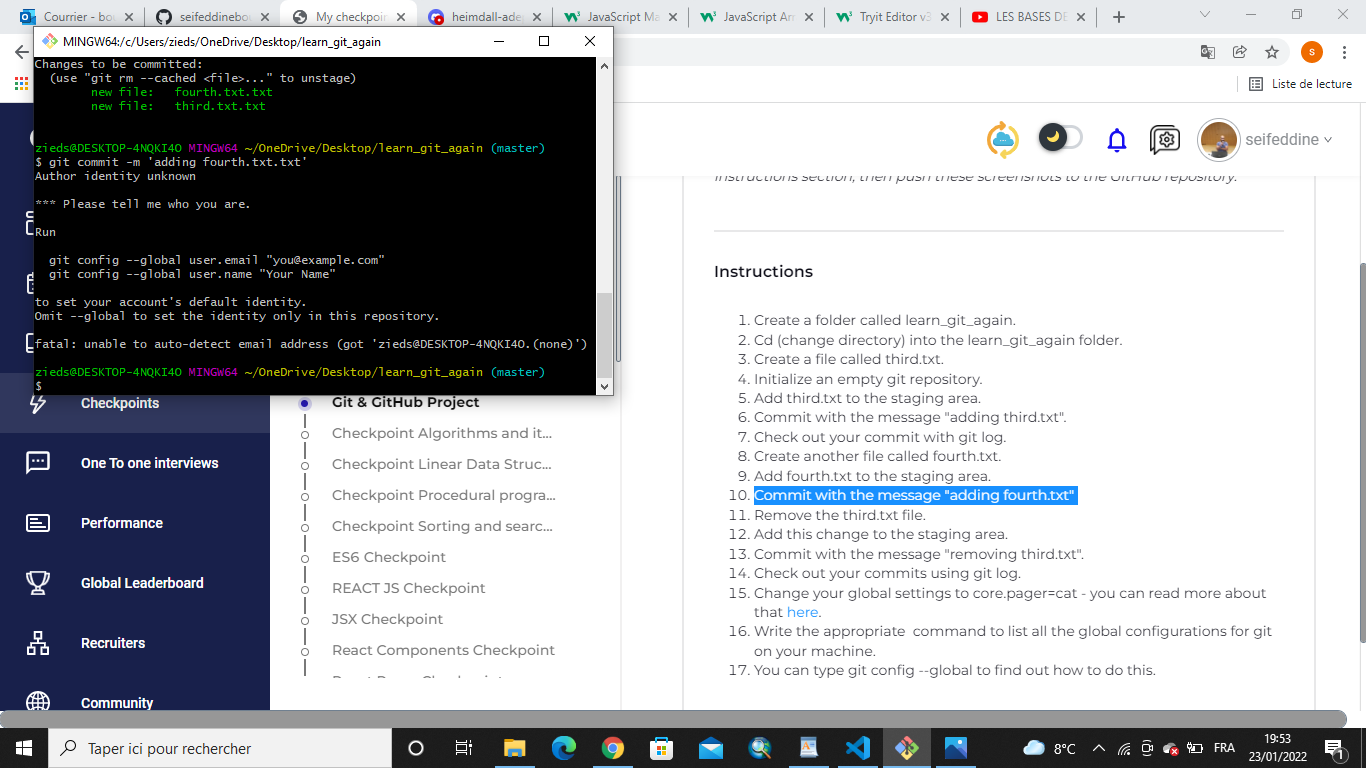 Courrier - bou
seifeddinebou
My checkpoin
heimdall-ade
JavaScript Ma
JavaScript Arr
Tryit Editor v3
LES BASES DE
MINGW64:/c/Users/zieds/OneDrive/Desktop/learn_git_again
S
Liste de lecture
Changes to be committed:
(use "git rm --cached <file>..." to unstage)
new file: fourth.txt.txt
new file: third.txt.txt
zieds@DESKTOP-4NQKI4O MINGW64 ~/OneDrive/Desktop/learn_git_again (master)
$ git commit -m 'adding fourth.txt.txt'
Author identity unknown
*** Please tell me who you are.
Run
git config --global user.email "you@example.com"
git config --global user.name "Your Name"
to set your account's default identity.
Omit --global to set the identity only in this repository.
fatal: unable to auto-detect email address (got 'zieds@DESKTOP-4NQKI4O.(none)')
zieds@DESKTOP-4NQKI4O MINGW64 ~/OneDrive/Desktop/learn_git_again (master)
$
seifeddine
Instructions section, then push these screenshots to the GitHub repository.
Instructions
1. Create a folder called learn_git_again.
2. Cd (change directory) into the learn_git_again folder.
3. Create a file called third.txt.
4. Initialize an empty git repository.
5. Add third.txt to the staging area.
6. Commit with the message "adding third.txt".
7. Check out your commit with git log.
8. Create another file called fourth.txt.
9. Add fourth.txt to the staging area.
10. Commit with the message "adding fourth.txt"
11. Remove the third.txt file.
12. Add this change to the staging area.
13. Commit with the message "removing third.txt".
14. Check out your commits using git log.
15. Change your global settings to core.pager=cat - you can read more about
that here.
16. Write the appropriate command to list all the global configurations for git
on your machine.
17. You can type git config --global to find out how to do this.
Checkpoints
One To one interviews
Performance
Global Leaderboard
Recruiters
Community
Git & GitHub Project
Checkpoint Algorithms and it...
Checkpoint Linear Data Struc...
Checkpoint Procedural progra...
Checkpoint Sorting and searc...
ES6 Checkpoint
REACT JS Checkpoint
JSX Checkpoint
React Components Checkpoint
Taper ici pour rechercher
8°C
FRA
19:53
23/01/2022
1